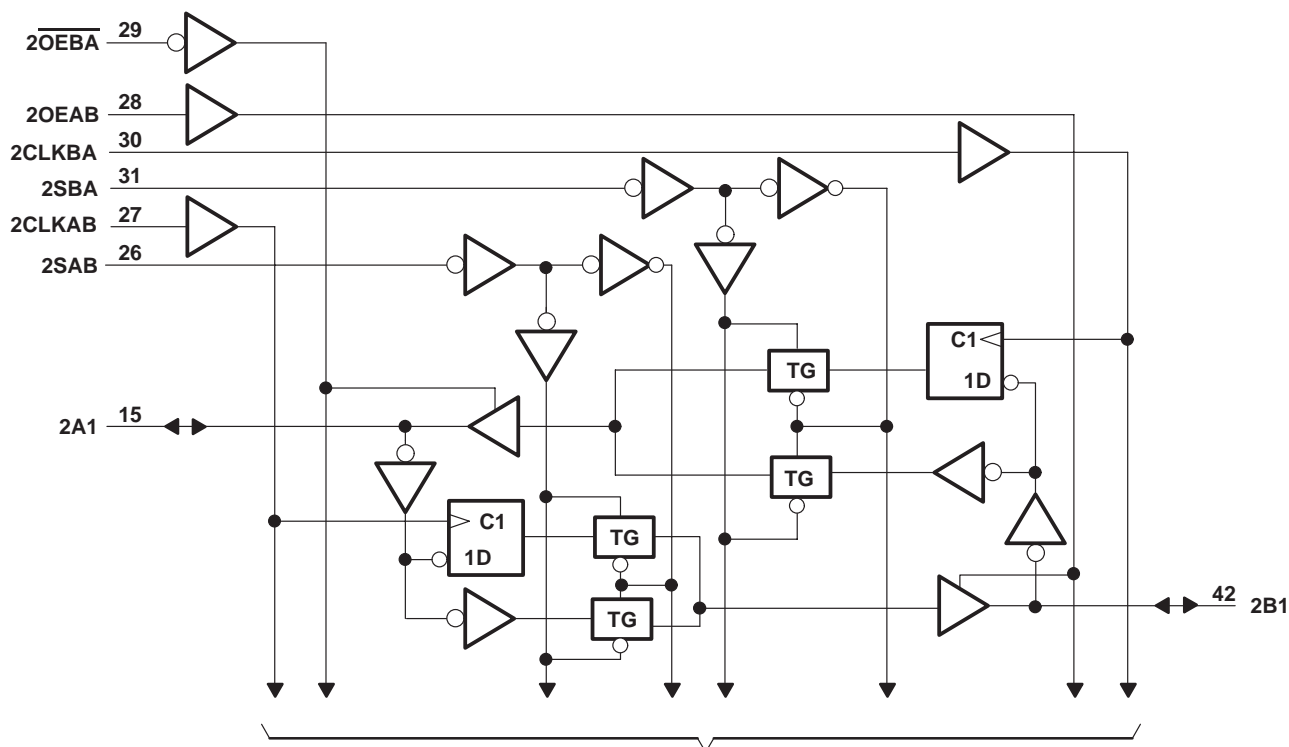 2O̅E̅B̅A̅ 29
2OEAB 28
2CLKBA 30
2SBA 31
2CLKAB 27
2SAB 26
C1
1D
TG
2A1 15
TG
C1
1D
TG
TG
42 2B1